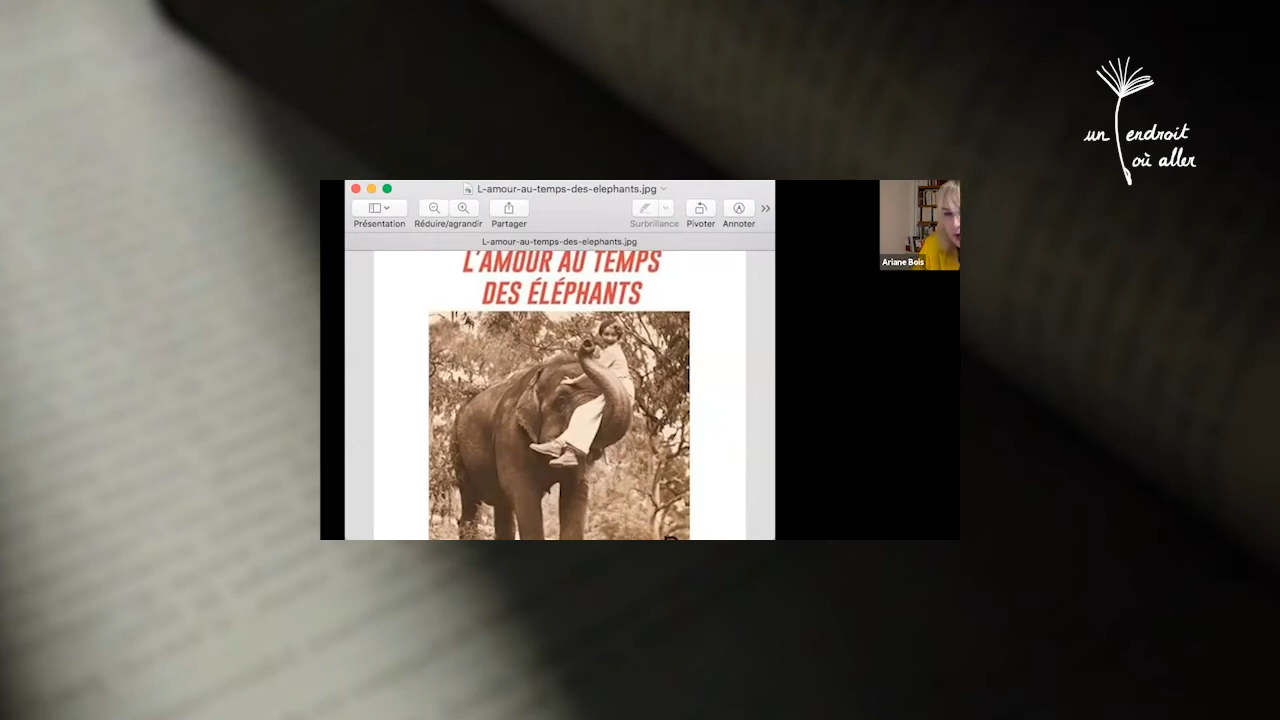 un endroit
où aller
L-amour-au-temps-des-elephants.jpg
Présentation
Réduire/agrandir
Partager
Surbrillance
Pivoter
Annoter
L-amour-au-temps-des-elephants.jpg
L'AMOUR AU TEMPS
DES ÉLÉPHANTS
Ariane Bois